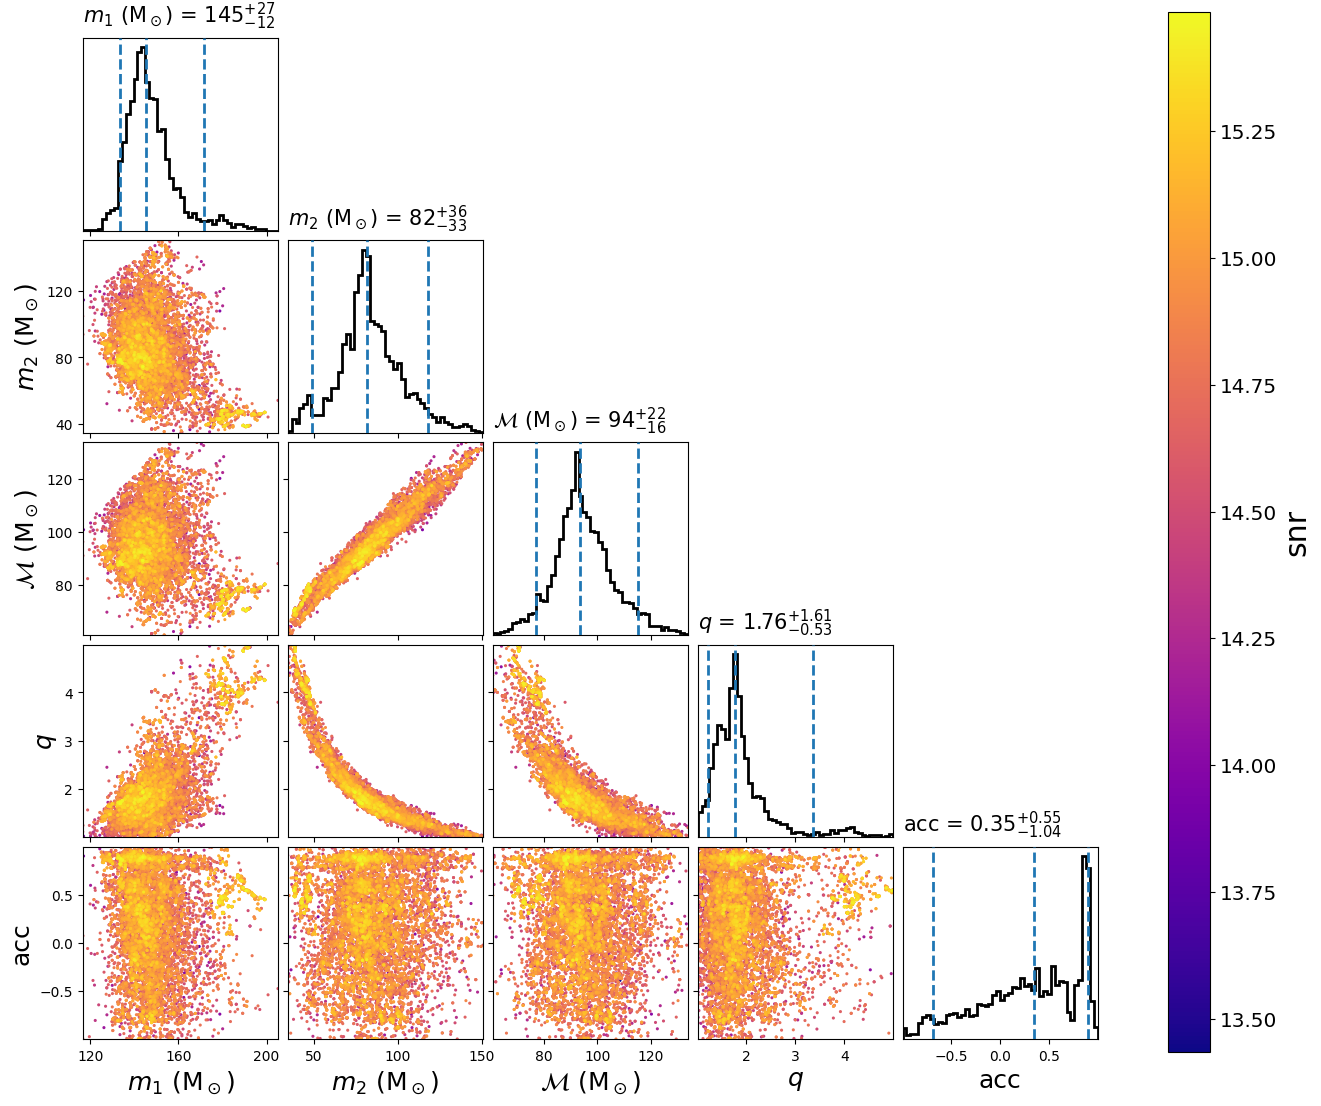 m₁ (M⊙) = 145⁺²⁷₋₁₂
m₂ (M⊙) = 82⁺³⁶₋₃₃
ℳ (M⊙) = 94⁺²²₋₁₆
q = 1.76⁺¹·⁶¹₋₀.₅₃
acc = 0.35⁺⁰·⁵⁵₋₁.₀₄
m₂ (M⊙)
120
80
40
ℳ (M⊙)
120
100
80
q
4
3
2
acc
0.5
0.0
−0.5
120 160 200
50 100 150
80 100 120
2 3 4
−0.5 0.0 0.5
m₁ (M⊙)
m₂ (M⊙)
ℳ (M⊙)
q
acc
15.25
15.00
14.75
14.50
14.25
14.00
13.75
13.50
snr